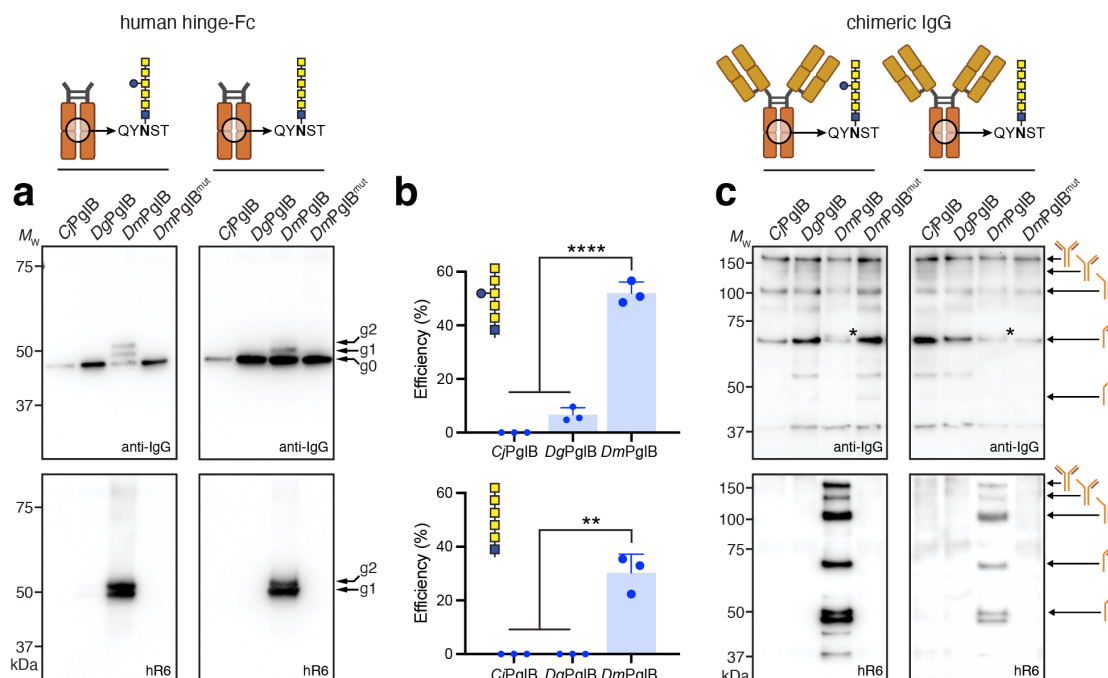 human hinge-Fc
chimeric IgG
QYNST
QYNST
QYNST
QYNST
a
CjPglB
DgPglB
DmPglB
DmPglBmut
CjPglB
DgPglB
DmPglB
DmPglBmut
Mw
75
50
37
g2
g1
g0
anti-IgG
anti-IgG
75
50
37
kDa
g2
g1
hR6
hR6
b
****
60
40
20
0
Efficiency (%)
CjPglB DgPglB DmPglB
**
60
40
20
0
Efficiency (%)
CjPglB DgPglB DmPglB
c
CjPglB
DgPglB
DmPglB
DmPglBmut
CjPglB
DgPglB
DmPglB
DmPglBmut
Mw
150
100
75
50
37
*
*
anti-IgG
anti-IgG
150
100
75
50
37
kDa
hR6
hR6